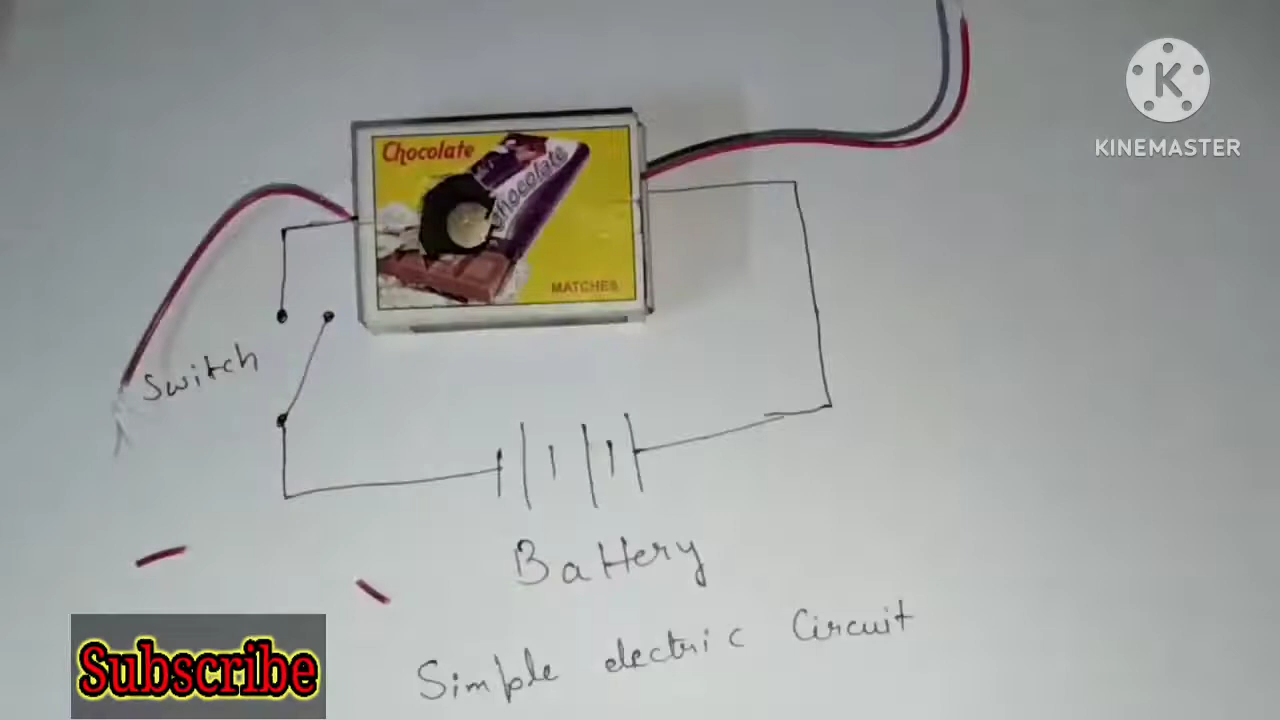 KINEMASTER
Chocolate
chocolate
MATCHES
Switch
Battery
Simple electric Circuit
Subscribe